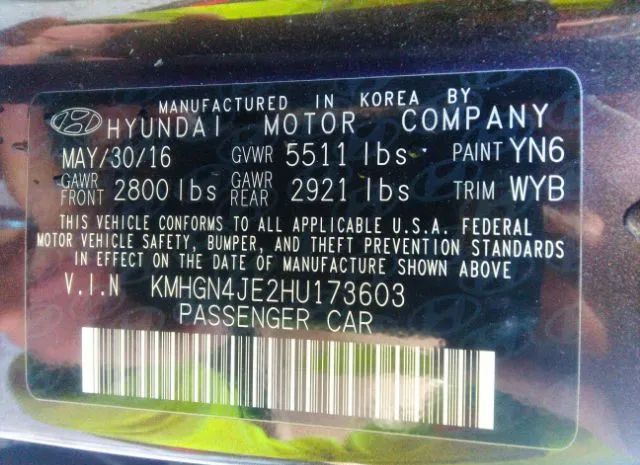 MANUFACTURED IN KOREA BY
HYUNDAI MOTOR COMPANY
MAY/30/16 GVWR 5511 lbs PAINT YN6
GAWR FRONT 2800 lbs GAWR REAR 2921 lbs TRIM WYB
THIS VEHICLE CONFORMS TO ALL APPLICABLE U.S.A. FEDERAL
MOTOR VEHICLE SAFETY, BUMPER, AND THEFT PREVENTION STANDARDS
IN EFFECT ON THE DATE OF MANUFACTURE SHOWN ABOVE
V.I.N KMHGN4JE2HU173603
PASSENGER CAR